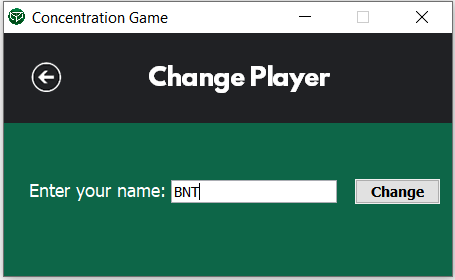 Concentration Game
Change Player
Enter your name: BNT Change